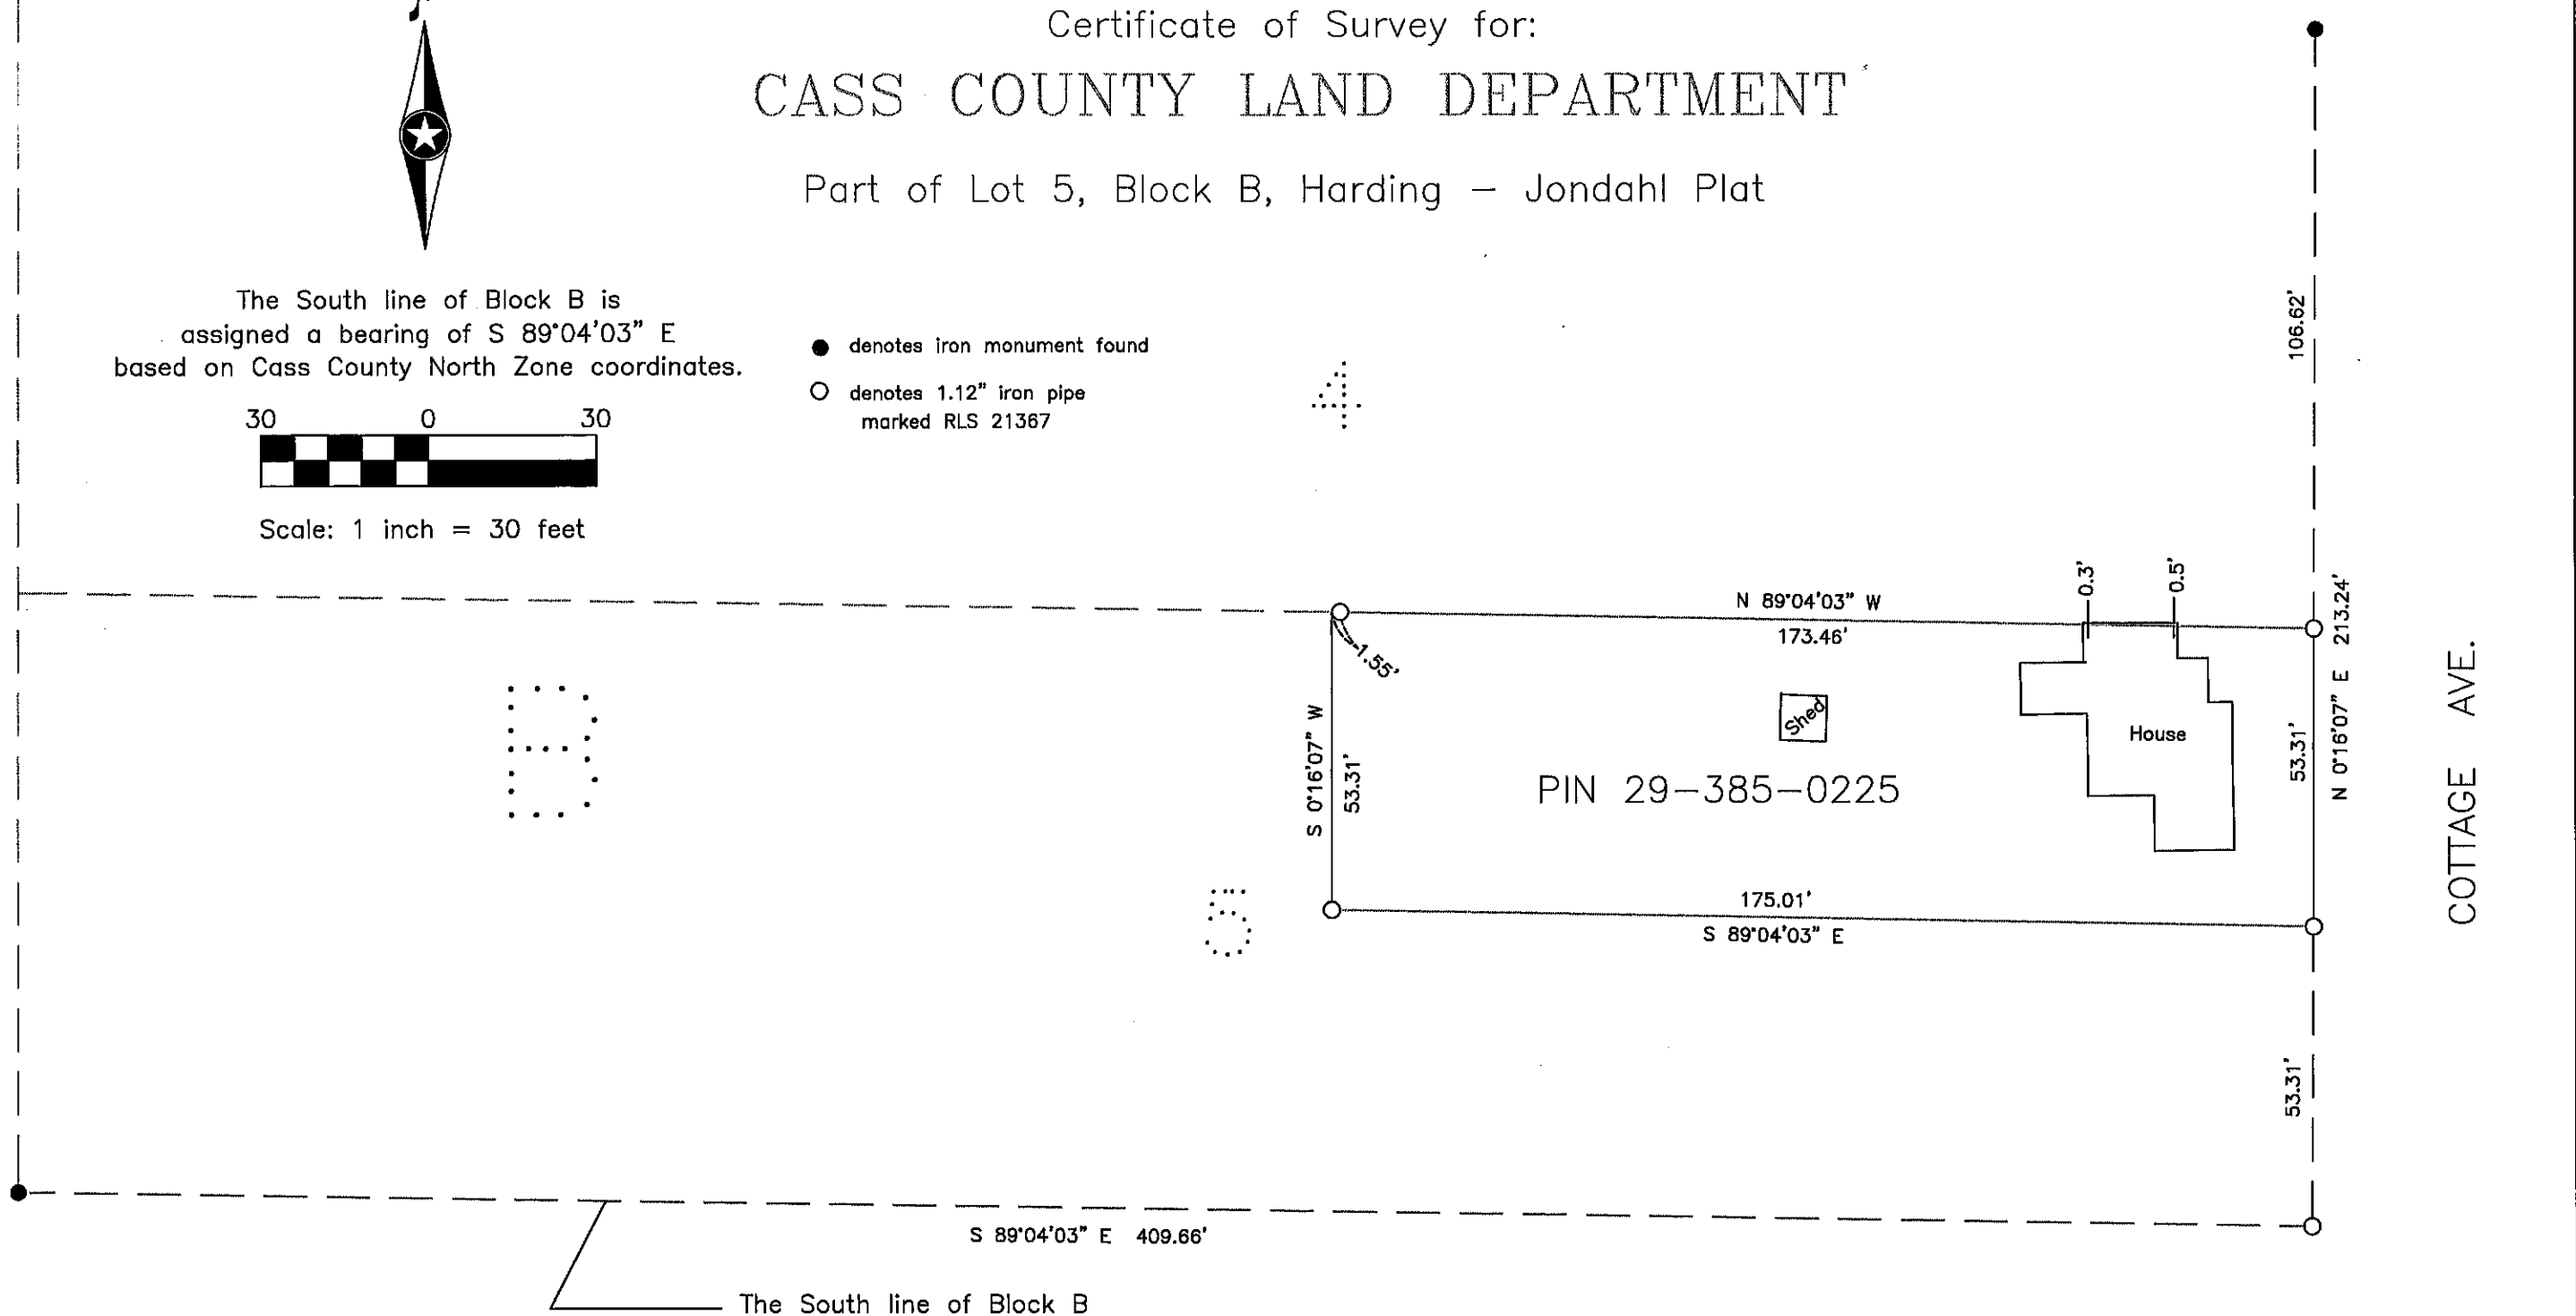 Certificate of Survey for:
CASS COUNTY LAND DEPARTMENT
Part of Lot 5, Block B, Harding – Jondahl Plat
The South line of Block B is
assigned a bearing of S 89°04'03" E
based on Cass County North Zone coordinates.
● denotes iron monument found
○ denotes 1.12" iron pipe
marked RLS 21367
30 0 30
Scale: 1 inch = 30 feet
4
106.62'
0.3'
0.5'
N 89°04'03" W
173.46'
1.55'
N 0°16'07" E 213.24'
53.31'
S 0°16'07" W
53.31'
Shed
House
PIN 29–385–0225
COTTAGE AVE.
B
5
175.01'
S 89°04'03" E
53.31'
S 89°04'03" E 409.66'
The South line of Block B